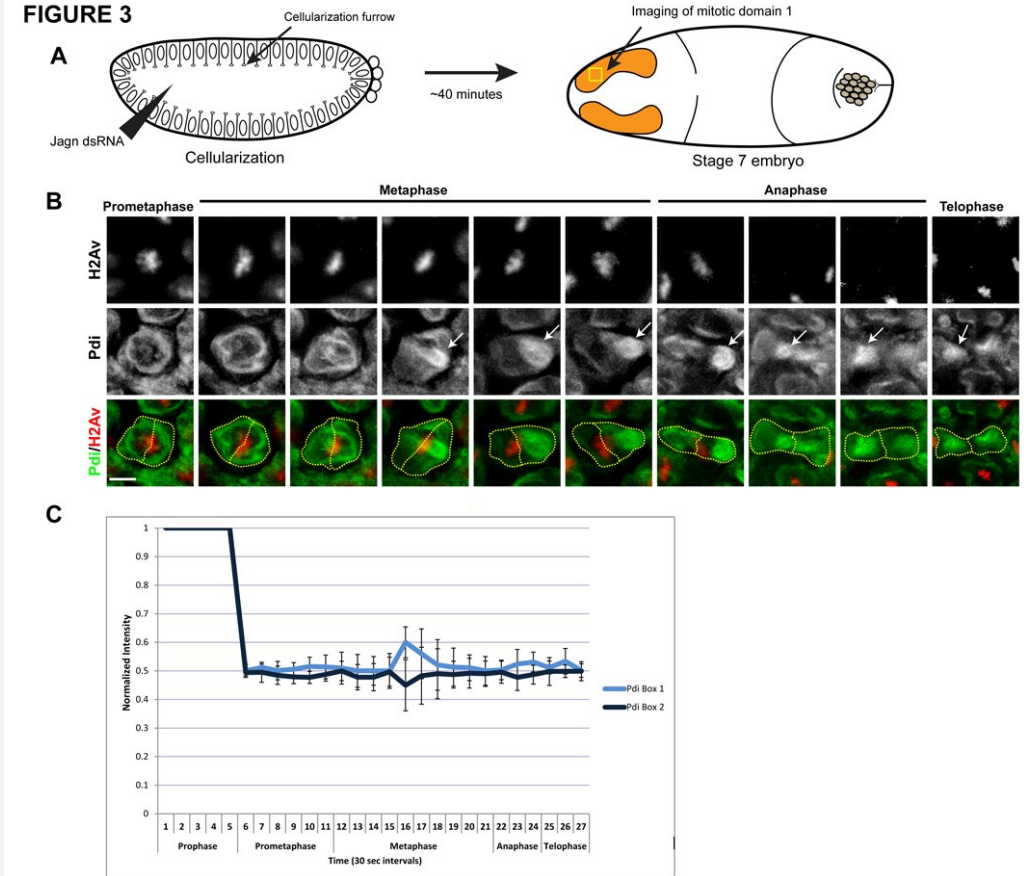 FIGURE 3
A
Cellularization furrow
Jagn dsRNA
Cellularization
~40 minutes
Imaging of mitotic domain 1
Stage 7 embryo
B
Metaphase
Anaphase
Prometaphase
Telophase
H2Av
Pdi
Pdi/H2Av
C
Normalized Intensity
1
0.9
0.8
0.7
0.6
0.5
0.4
0.3
0.2
0.1
0
Pdi Box 1
Pdi Box 2
1 2 3 4 5 6 7 8 9 10 11 12 13 14 15 16 17 18 19 20 21 22 23 24 25 26 27
Prophase Prometaphase Metaphase Anaphase Telophase
Time (30 sec intervals)